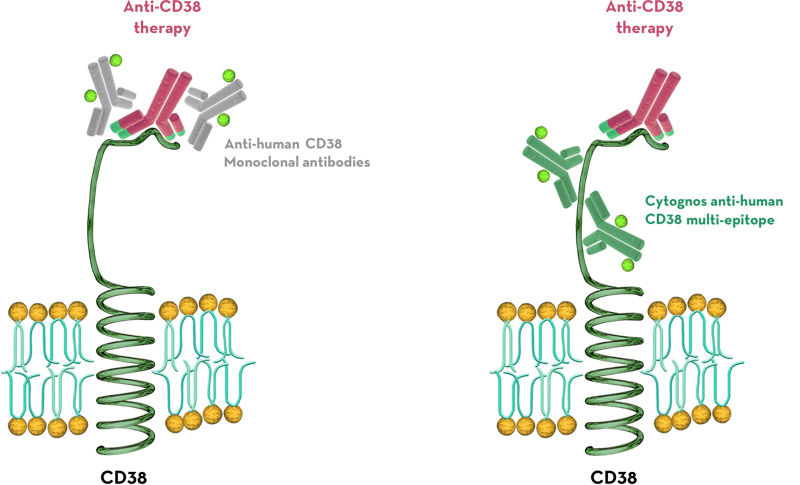 Anti-CD38
therapy
Anti-human CD38
Monoclonal antibodies
CD38
Anti-CD38
therapy
Cytognos anti-human
CD38 multi-epitope
CD38